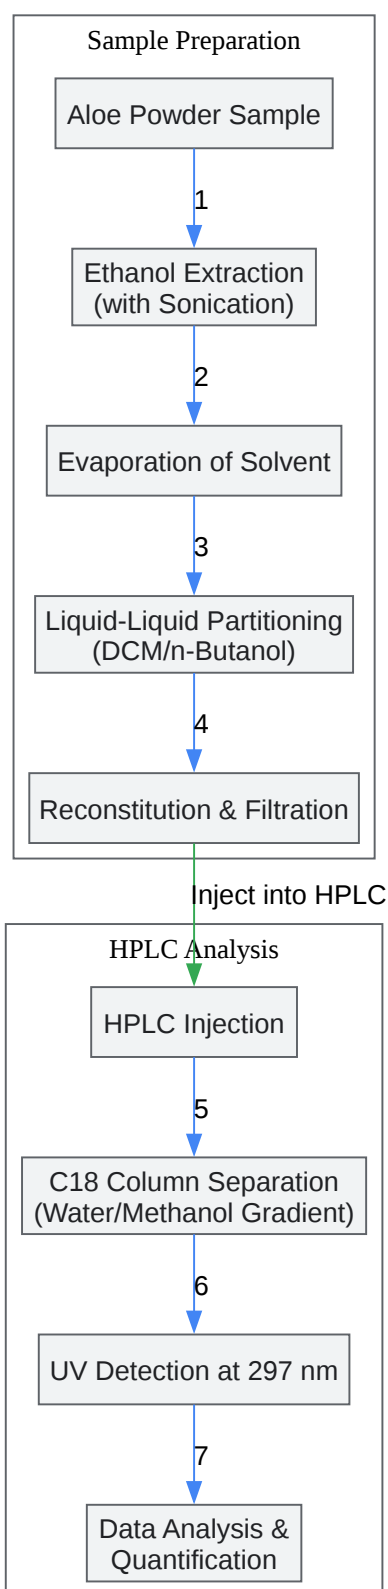 Sample Preparation
Aloe Powder Sample
1
Ethanol Extraction
(with Sonication)
2
Evaporation of Solvent
3
Liquid-Liquid Partitioning
(DCM/n-Butanol)
4
Reconstitution & Filtration
Inject into HPLC
HPLC Analysis
HPLC Injection
5
C18 Column Separation
(Water/Methanol Gradient)
6
UV Detection at 297 nm
7
Data Analysis &
Quantification